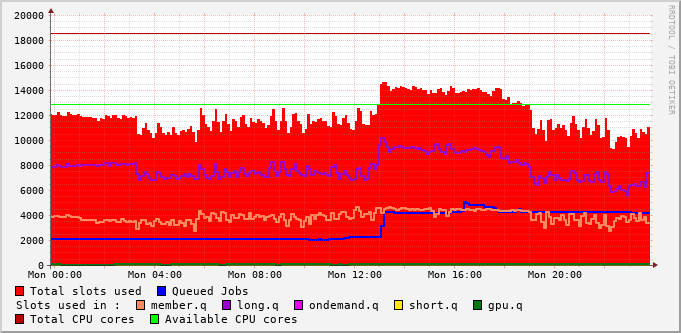 20000
18000
16000
14000
12000
10000
8000
6000
4000
2000
0
Mon 00:00 Mon 04:00 Mon 08:00 Mon 12:00 Mon 16:00 Mon 20:00
Total slots used Queued Jobs
Slots used in : member.q long.q ondemand.q short.q gpu.q
Total CPU cores Available CPU cores
RRDTOOL / TOBI OETIKER